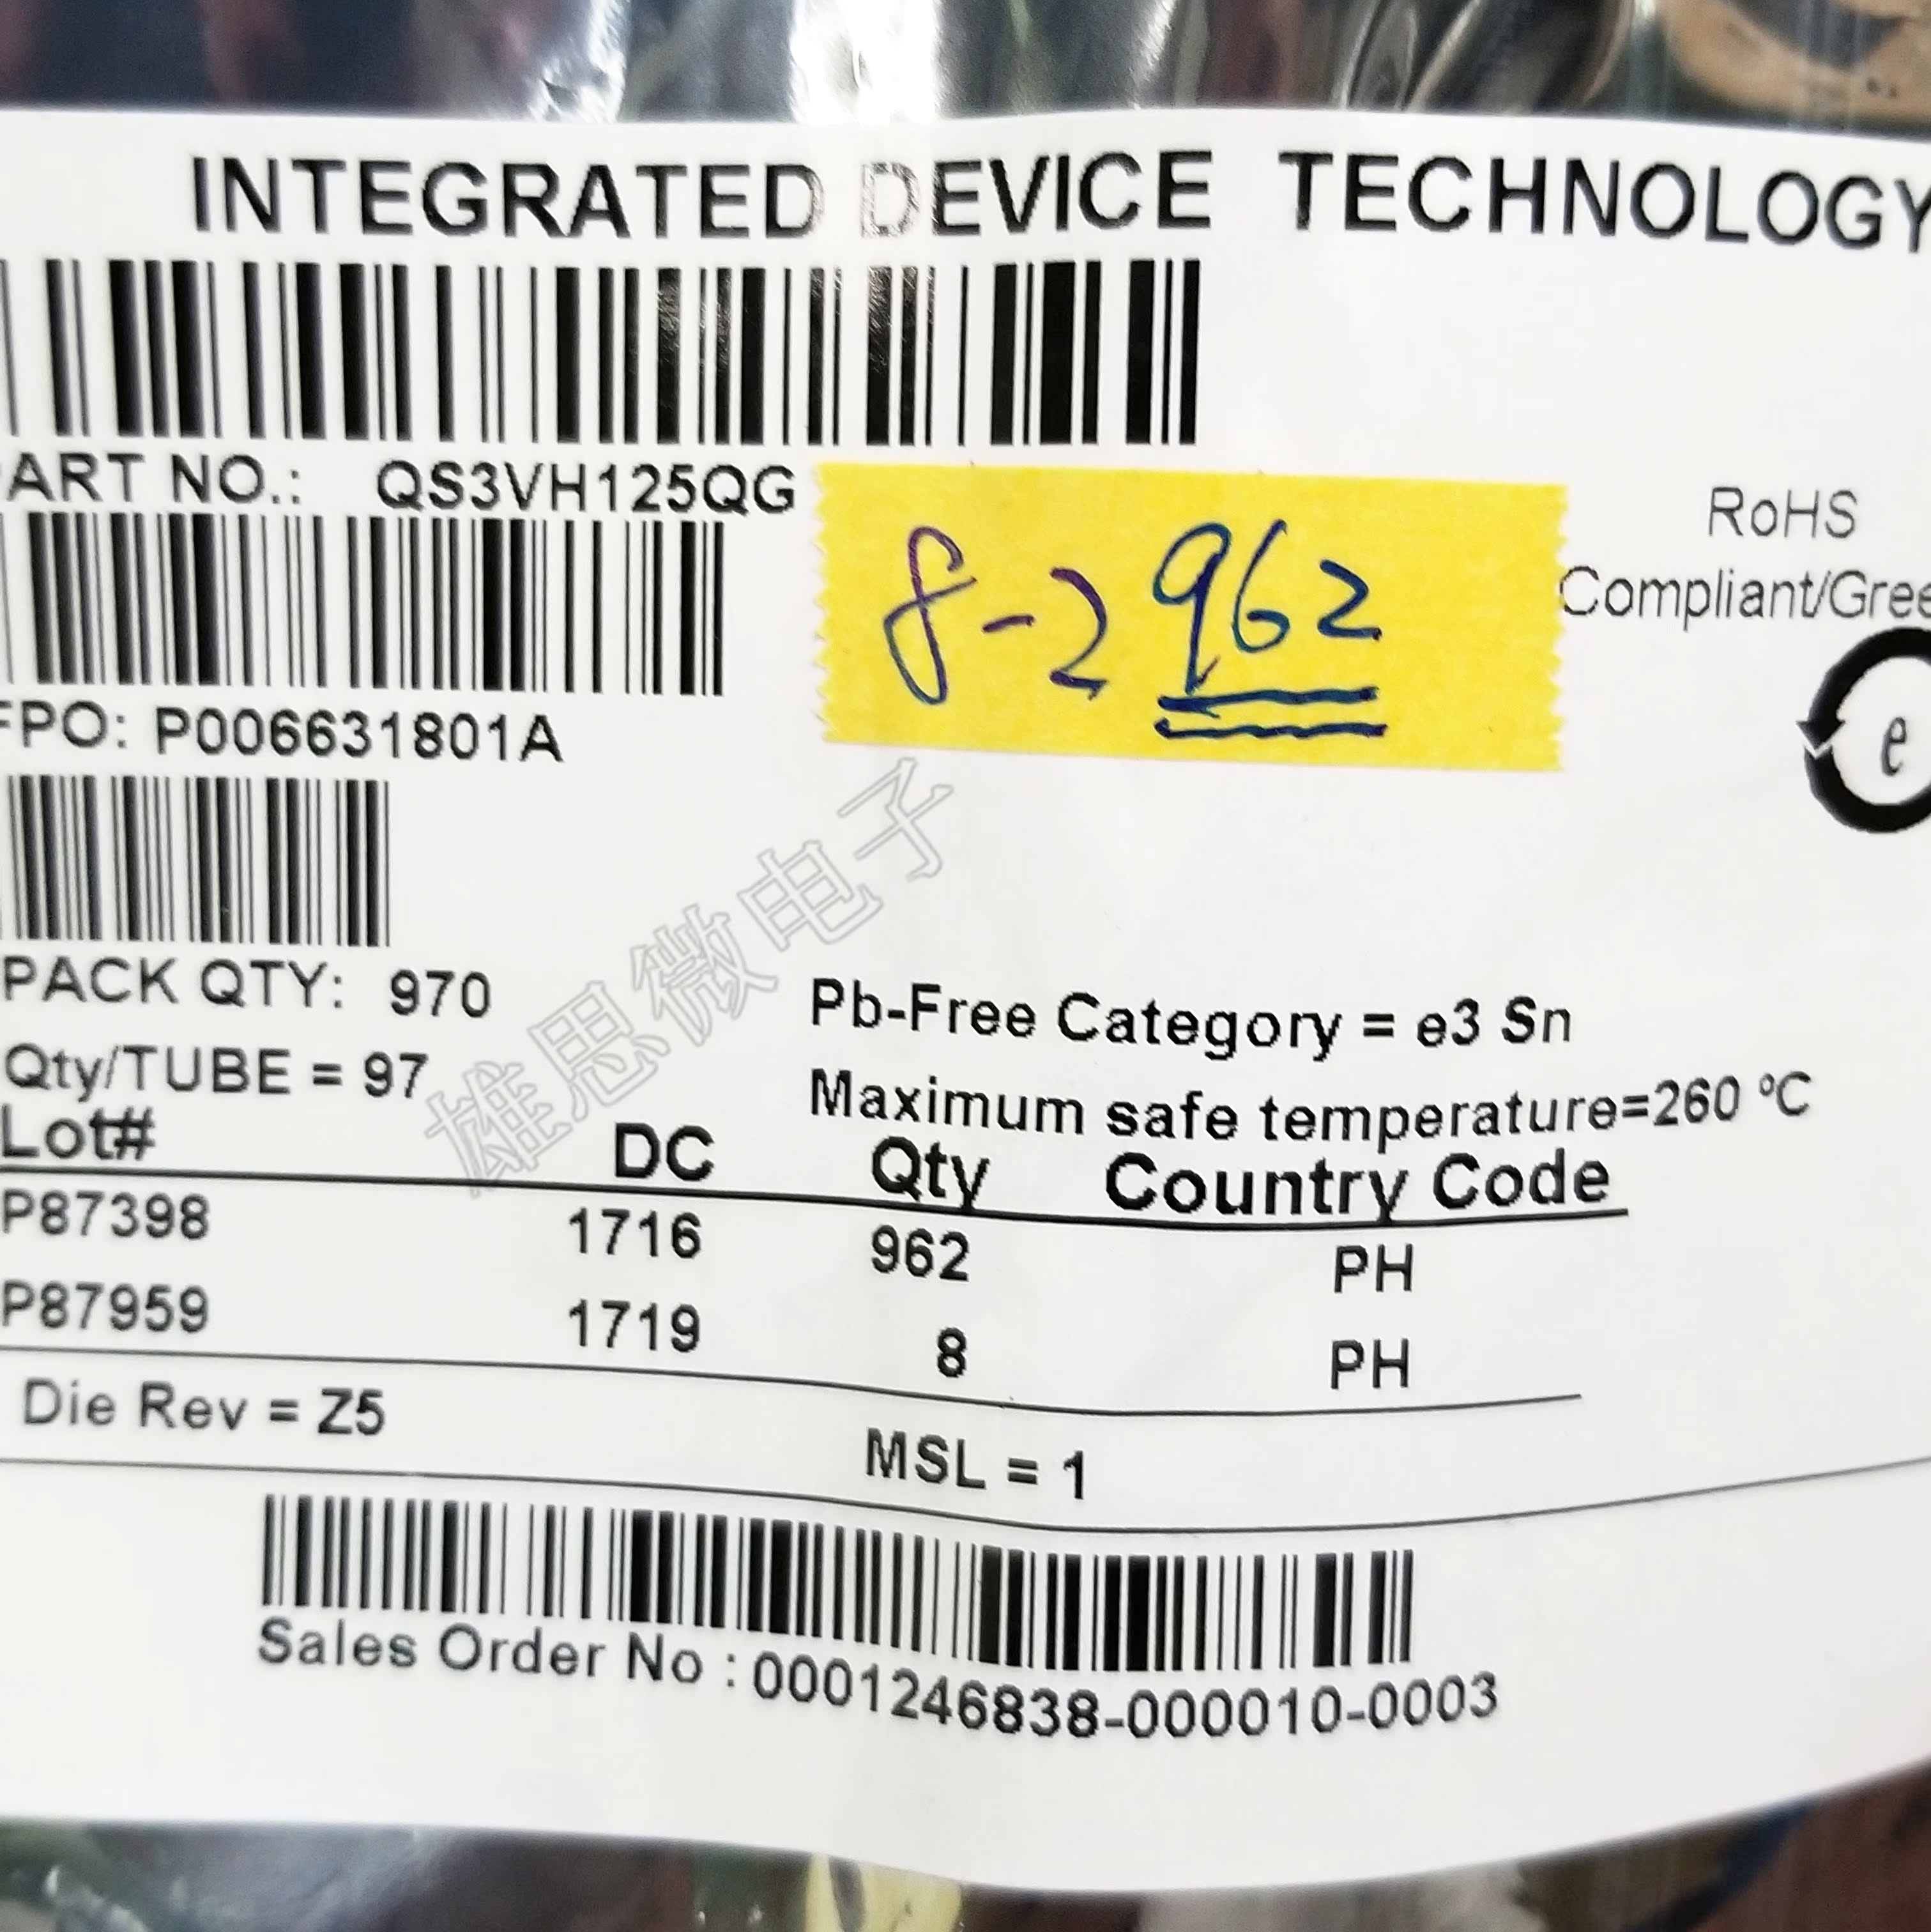 INTEGRATED DEVICE TECHNOLOGY
PART NO.: QS3VH125QG
8-2 962
RoHS
Compliant/Gree
FPO: P006631801A
e
PACK QTY: 970
Pb-Free Category = e3 Sn
Qty/TUBE = 97
Maximum safe temperature=260 ºC
Lot# DC Qty Country Code
P87398 1716 962 PH
P87959 1719 8 PH
Die Rev = Z5
MSL = 1
Sales Order No : 0001246838-000010-0003
雄思微电子